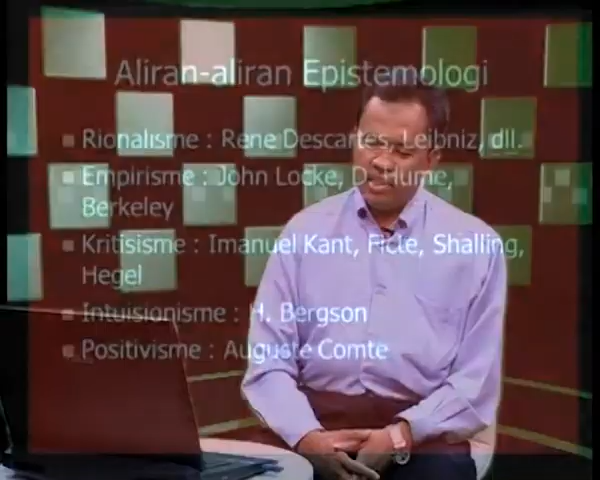 Aliran-aliran Epistemologi
Rionalisme : Rene Descartes, Leibniz, dll.
Empirisme : John Locke, D. Hume,
Berkeley
Kritisisme : Imanuel Kant, Ficte, Shalling,
Hegel
Intuisionisme : H. Bergson
Positivisme : Auguste Comte